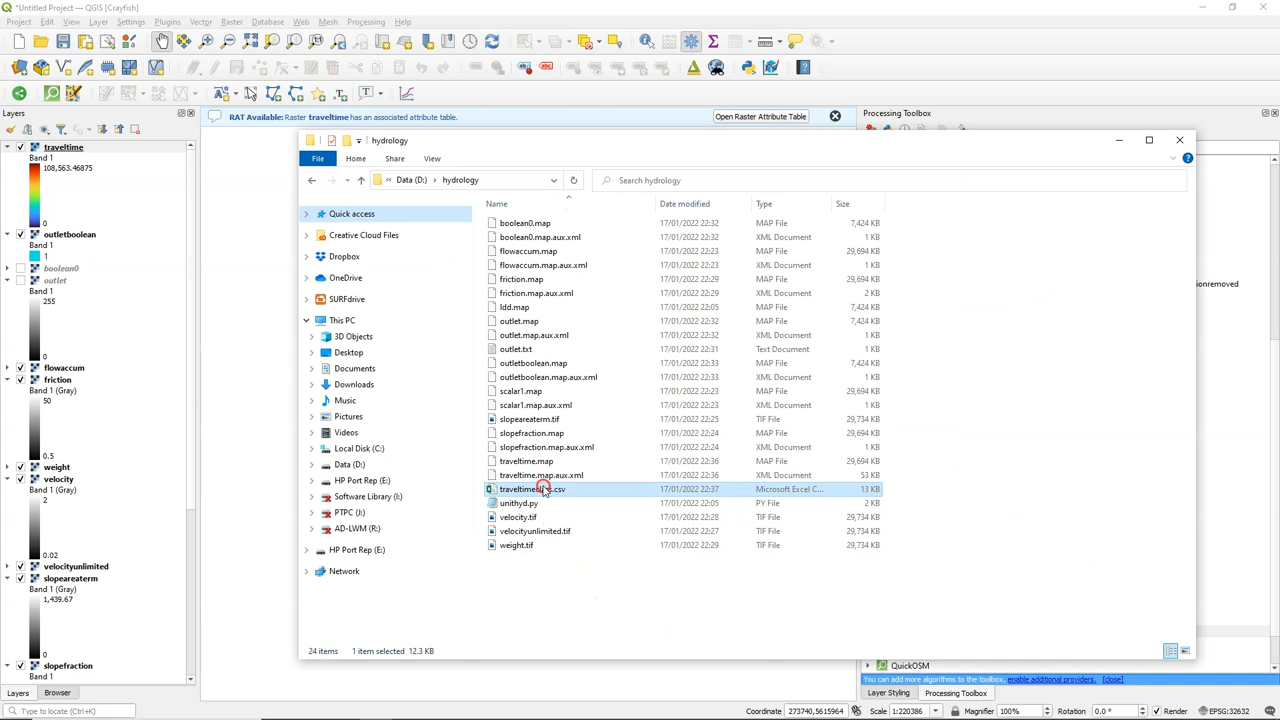 *Untitled Project — QGIS [Crayfish]
Project Edit View Layer Settings Plugins Vector Raster Database Web Mesh Processing Help
Layers
RAT Available: Raster traveltime has an associated attribute table.
Open Raster Attribute Table
Processing Toolbox
traveltime
Band 1
108,563.46875
0
outletboolean
Band 1
1
boolean0
outlet
Band 1
255
0
flowaccum
friction
Band 1 (Gray)
50
0.5
weight
velocity
Band 1 (Gray)
2
0.02
velocityunlimited
slopeareaterm
Band 1 (Gray)
1,439.67
0
slopefraction
Band 1
Layers Browser
hydrology
File Home Share View
« Data (D:) › hydrology
Search hydrology
Quick access
Creative Cloud Files
Dropbox
OneDrive
SURFdrive
This PC
3D Objects
Desktop
Documents
Downloads
Music
Pictures
Videos
Local Disk (C:)
Data (D:)
HP Port Rep (E:)
Software Library (I:)
PTPC (J:)
AD-LWM (R:)
HP Port Rep (E:)
Network
Name Date modified Type Size
boolean0.map 17/01/2022 22:32 MAP File 7,424 KB
boolean0.map.aux.xml 17/01/2022 22:32 XML Document 1 KB
flowaccum.map 17/01/2022 22:23 MAP File 29,694 KB
flowaccum.map.aux.xml 17/01/2022 22:23 XML Document 1 KB
friction.map 17/01/2022 22:29 MAP File 29,694 KB
friction.map.aux.xml 17/01/2022 22:29 XML Document 2 KB
ldd.map 17/01/2022 22:05 MAP File 7,424 KB
outlet.map 17/01/2022 22:32 MAP File 7,424 KB
outlet.map.aux.xml 17/01/2022 22:32 XML Document 1 KB
outlet.txt 17/01/2022 22:31 Text Document 1 KB
outletboolean.map 17/01/2022 22:33 MAP File 7,424 KB
outletboolean.map.aux.xml 17/01/2022 22:33 XML Document 1 KB
scalar1.map 17/01/2022 22:23 MAP File 29,694 KB
scalar1.map.aux.xml 17/01/2022 22:23 XML Document 1 KB
slopeareaterm.tif 17/01/2022 22:25 TIF File 29,734 KB
slopefraction.map 17/01/2022 22:24 MAP File 29,694 KB
slopefraction.map.aux.xml 17/01/2022 22:24 XML Document 1 KB
traveltime.map 17/01/2022 22:36 MAP File 29,694 KB
traveltime.map.aux.xml 17/01/2022 22:36 XML Document 53 KB
17/01/2022 22:37 Microsoft Excel C... 13 KB
unithyd.py 17/01/2022 22:05 PY File 2 KB
velocity.tif 17/01/2022 22:28 TIF File 29,734 KB
velocityunlimited.tif 17/01/2022 22:27 TIF File 29,734 KB
weight.tif 17/01/2022 22:29 TIF File 29,734 KB
24 items 1 item selected 12.3 KB
onremoved
QuickOSM
You can add more algorithms to the toolbox, enable additional providers. [close]
Layer Styling Processing Toolbox
Type to locate (Ctrl+K)
Coordinate 273740,5615964 Scale 1:220386 Magnifier 100% Rotation 0.0 ° Render EPSG:32632